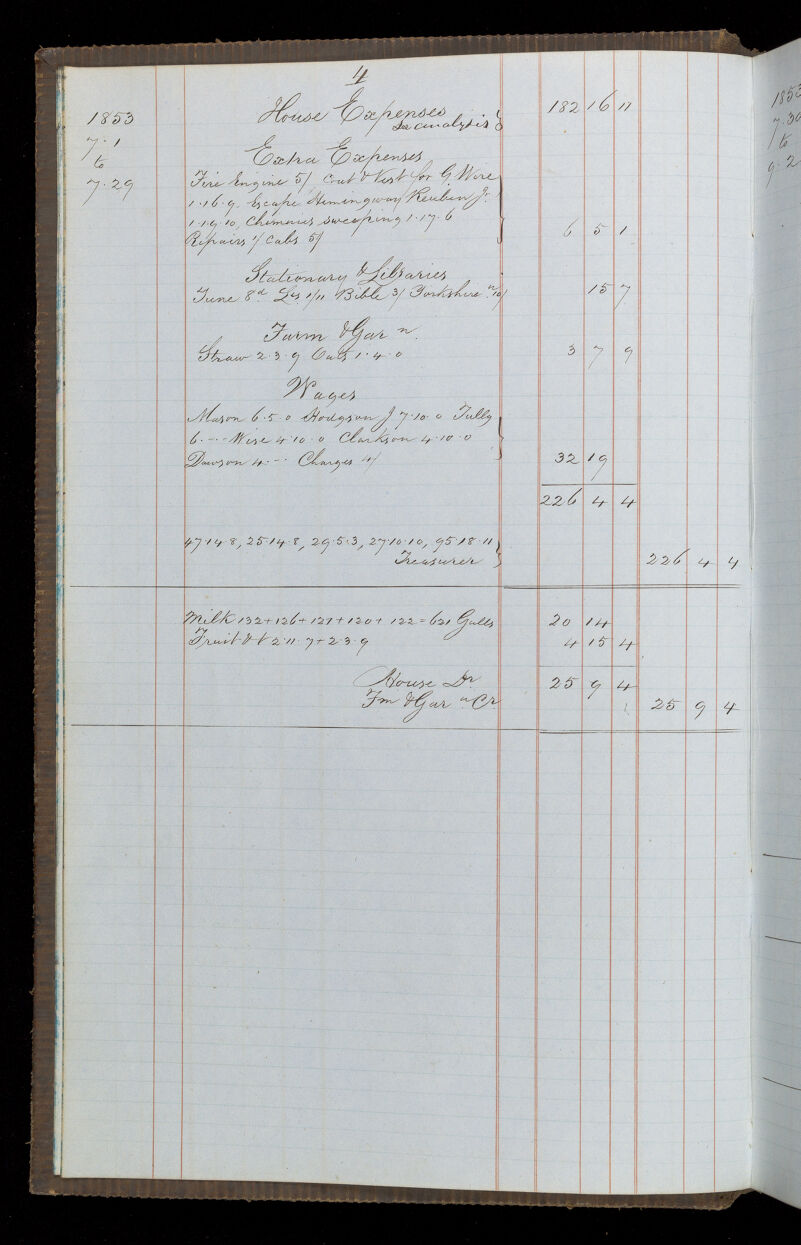 4
1853 House Expenses See analysis } 182 16 11
7.1 Extra Expenses
to
7.29 Fire Engine 5/ Coat & Vest for G. Wise
1.16.9, Escape Hemingway Reuben Jr
1.19.10, Chimnies sweeping 1.17.6
Repairs 1/ Cabs 5/ } 6 5 1
Stationary & Libraries
June 8d Lrs 1/11 Bible 3/ Yorkshire 15 7
Farm & Garn
Straw 2.3.9 Oats 1.4.0 3 7 9
Wages
Mason 6.5.0 Hodgson J 7.10.0 Tully
6.-.- Wise 4.10.0 Clarkson 4.10.0
Dawson 4.-.- Charges 4/ } 32 19
226 4 4
47.14.8, 25.14.8, 29.5.3, 27.10.10, 95.18.11 }
Treasurer } 226 4 4
Milk 132+126+121+120+122=621 Galls 20 14
Fruit & V 2.11.7+2.3.9 4 15 4
House Dr 25 9 4
Fm & Garn Cr 25 9 4
1853
7.30
to
9.2